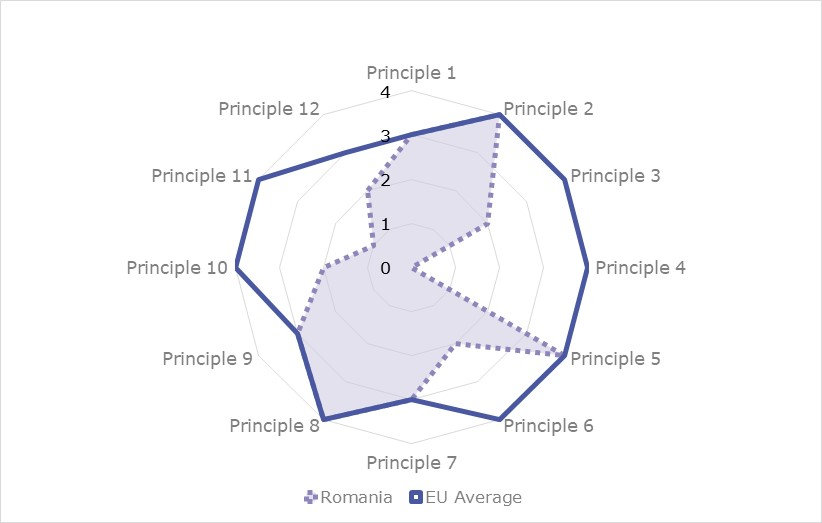 Principle 1
Principle 2
Principle 3
Principle 4
Principle 5
Principle 6
Principle 7
Principle 8
Principle 9
Principle 10
Principle 11
Principle 12
4
3
2
1
0
Romania
EU Average